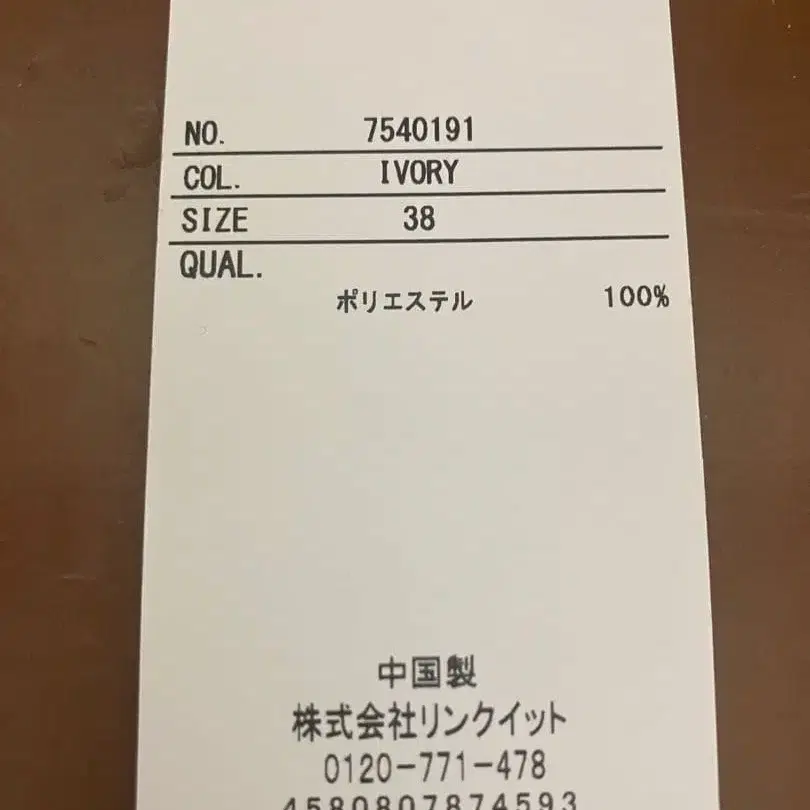 NO. 7540191
COL. IVORY
SIZE 38
QUAL.
ポリエステル 100%
中国製
株式会社リンクイット
0120-771-478
4580807874593